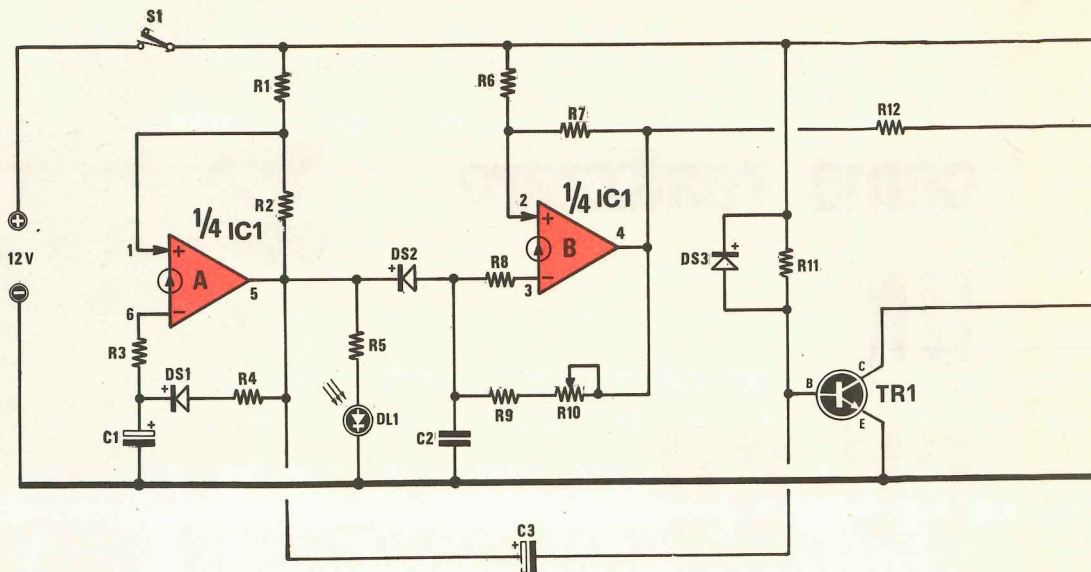 S1
R1
R6
R7
R12
R2
1/4 IC1
1/4 IC1
2
+
B
4
3
−
1
+
A
5
6
−
+
12 V
−
DS2
+
R8
DS3
+
R11
R3
DS1
+
R4
R5
DL1
R9
R10
B
C
E
TR1
C1
+
C2
C3
+